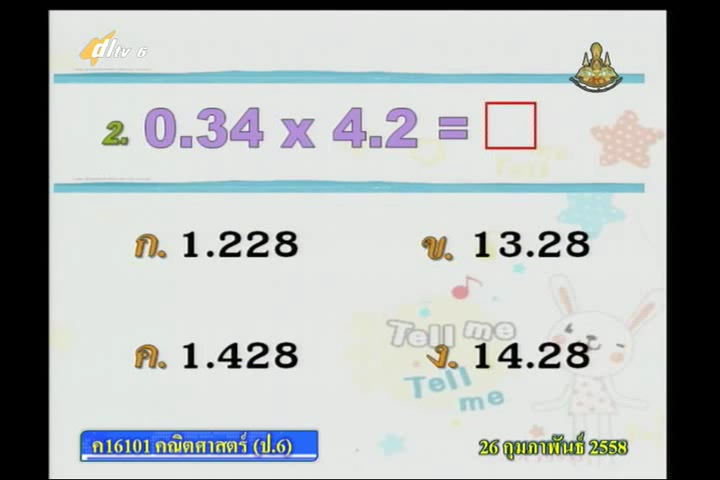 dltv 6
2. 0.34 x 4.2 =
ก. 1.228
ข. 13.28
ค. 1.428
ง. 14.28
Tell me
Tell me
ค16101 คณิตศาสตร์ (ป.6)
26 กุมภาพันธ์ 2558